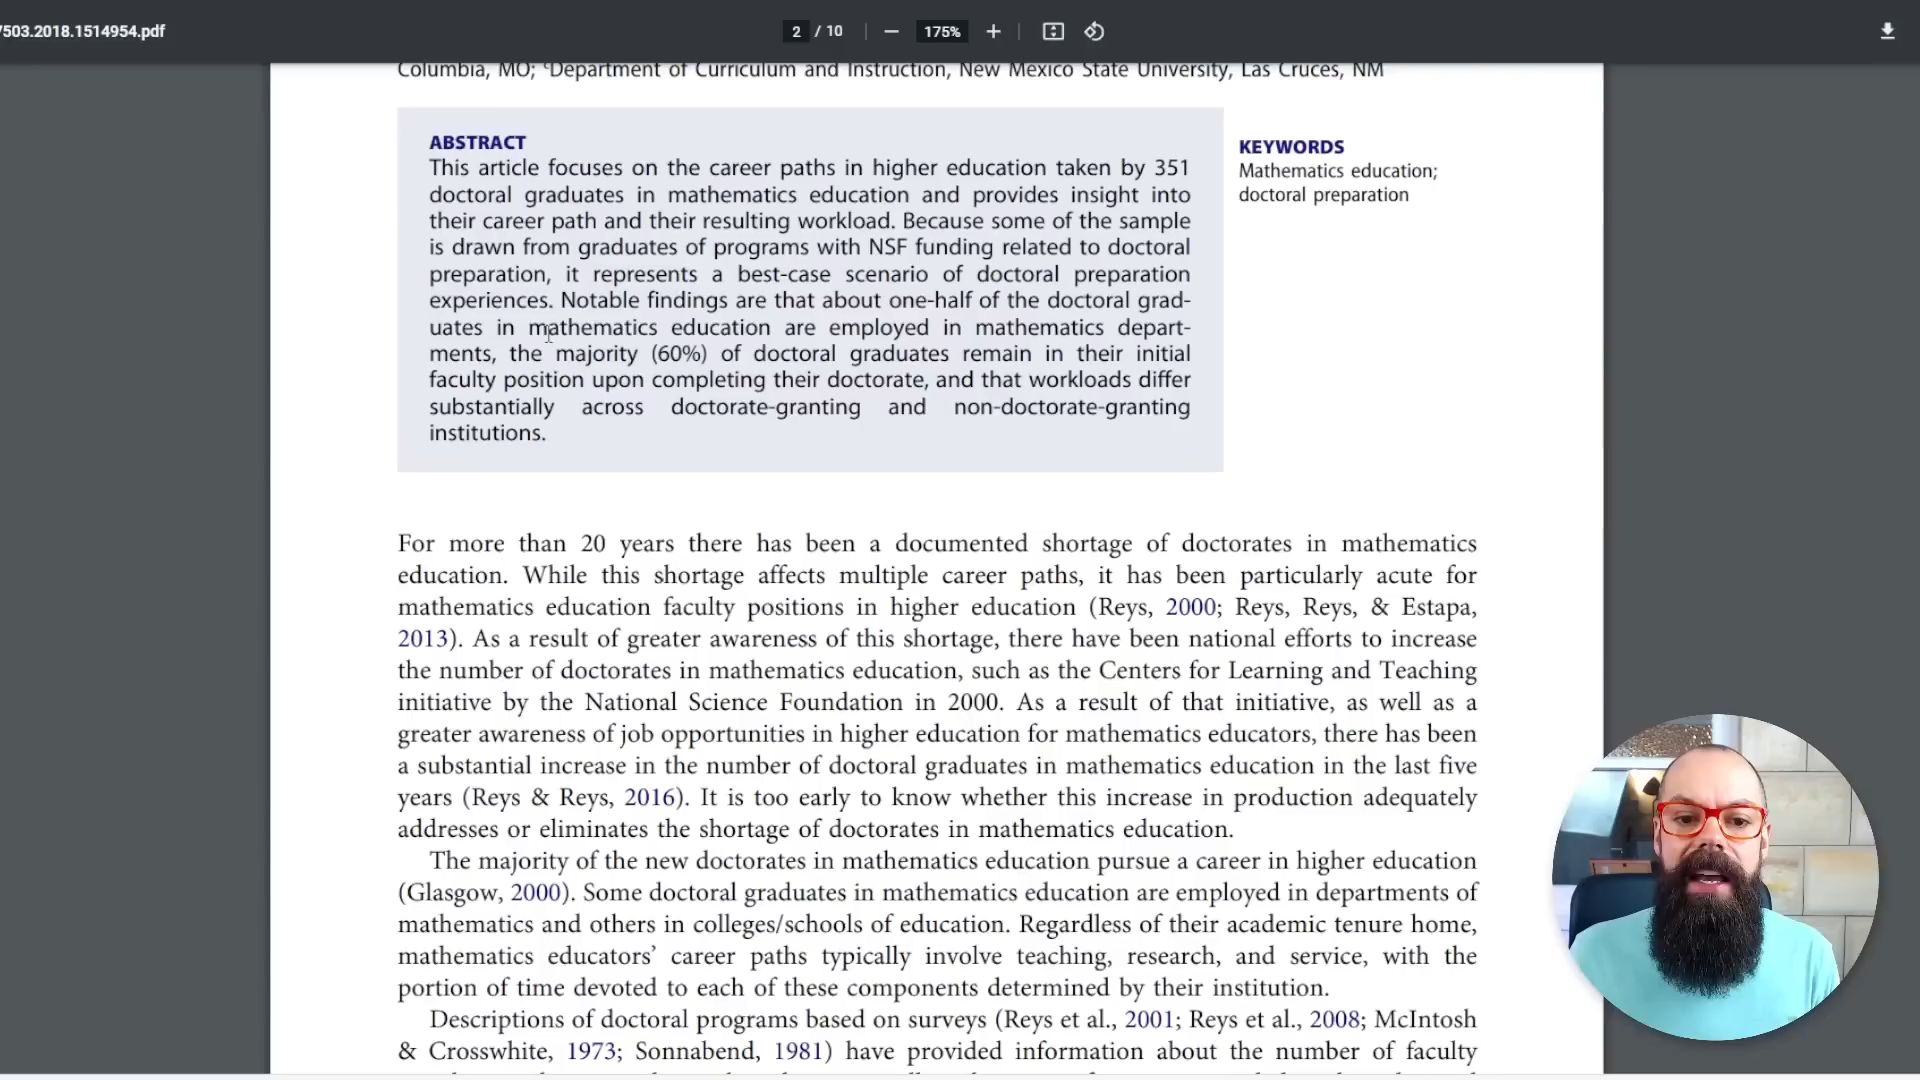 7503.2018.1514954.pdf
2 / 10
175%
Columbia, MO; cDepartment of Curriculum and Instruction, New Mexico State University, Las Cruces, NM
ABSTRACT
This article focuses on the career paths in higher education taken by 351
doctoral graduates in mathematics education and provides insight into
their career path and their resulting workload. Because some of the sample
is drawn from graduates of programs with NSF funding related to doctoral
preparation, it represents a best-case scenario of doctoral preparation
experiences. Notable findings are that about one-half of the doctoral grad-
uates in mathematics education are employed in mathematics depart-
ments, the majority (60%) of doctoral graduates remain in their initial
faculty position upon completing their doctorate, and that workloads differ
substantially across doctorate-granting and non-doctorate-granting
institutions.
KEYWORDS
Mathematics education;
doctoral preparation
For more than 20 years there has been a documented shortage of doctorates in mathematics
education. While this shortage affects multiple career paths, it has been particularly acute for
mathematics education faculty positions in higher education (Reys, 2000; Reys, Reys, & Estapa,
2013). As a result of greater awareness of this shortage, there have been national efforts to increase
the number of doctorates in mathematics education, such as the Centers for Learning and Teaching
initiative by the National Science Foundation in 2000. As a result of that initiative, as well as a
greater awareness of job opportunities in higher education for mathematics educators, there has been
a substantial increase in the number of doctoral graduates in mathematics education in the last five
years (Reys & Reys, 2016). It is too early to know whether this increase in production adequately
addresses or eliminates the shortage of doctorates in mathematics education.
The majority of the new doctorates in mathematics education pursue a career in higher education
(Glasgow, 2000). Some doctoral graduates in mathematics education are employed in departments of
mathematics and others in colleges/schools of education. Regardless of their academic tenure home,
mathematics educators’ career paths typically involve teaching, research, and service, with the
portion of time devoted to each of these components determined by their institution.
Descriptions of doctoral programs based on surveys (Reys et al., 2001; Reys et al., 2008; McIntosh
& Crosswhite, 1973; Sonnabend, 1981) have provided information about the number of faculty